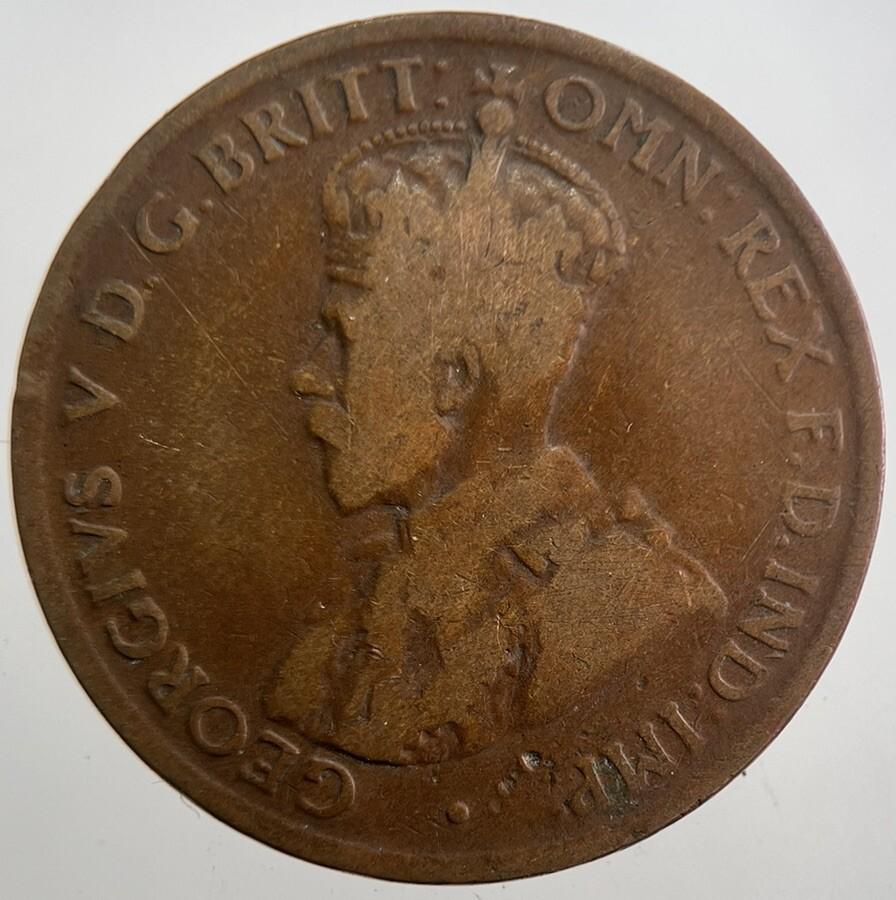 GEORGIVS V D. G. BRITT: OMN: REX F. D. IND: IMP: